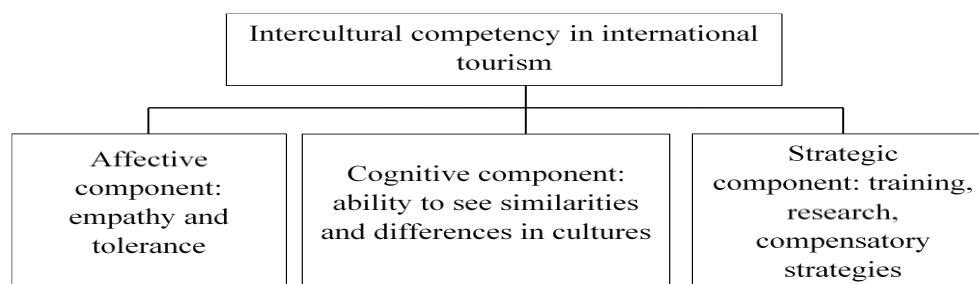 Intercultural competency in international
tourism
Affective
component:
empathy and
tolerance
Cognitive component:
ability to see similarities
and differences in cultures
Strategic
component: training,
research,
compensatory
strategies